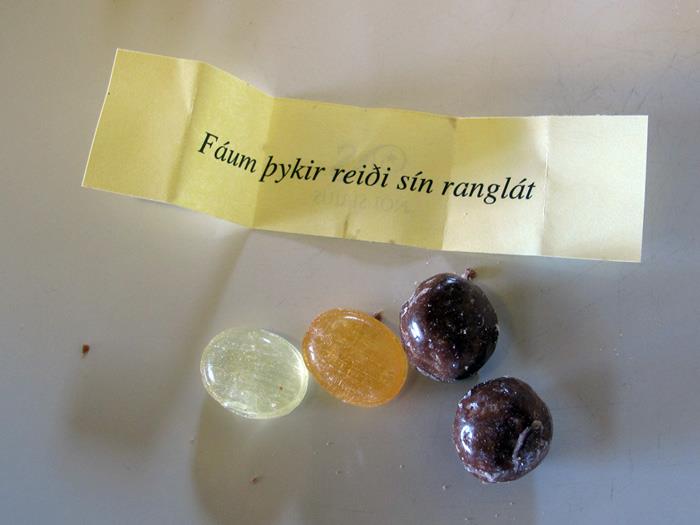 Fáum þykir reiði sín ranglát